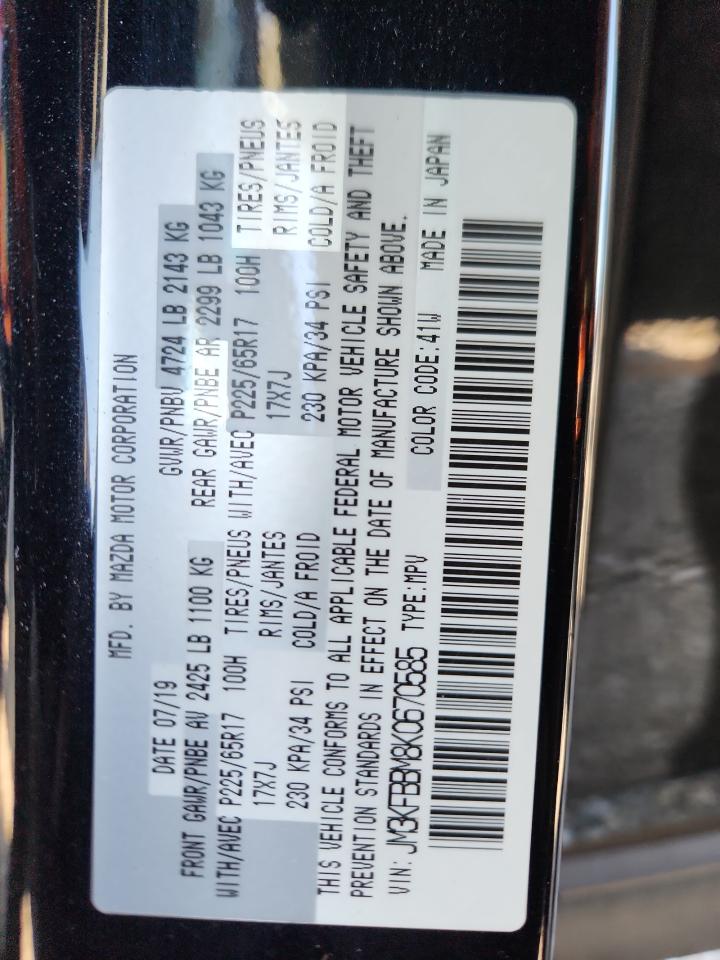 MFD. BY MAZDA MOTOR CORPORATION
DATE 07/19 GVWR/PNBV 4724 LB 2143 KG
FRONT GAWR/PNBE AV 2425 LB 1100 KG REAR GAWR/PNBE AR 2299 LB 1043 KG
WITH/AVEC P225/65R17 100H TIRES/PNEUS WITH/AVEC P225/65R17 100H TIRES/PNEUS
17X7J RIMS/JANTES 17X7J RIMS/JANTES
230 KPA/34 PSI COLD/A FROID 230 KPA/34 PSI COLD/A FROID
THIS VEHICLE CONFORMS TO ALL APPLICABLE FEDERAL MOTOR VEHICLE SAFETY AND THEFT
PREVENTION STANDARDS IN EFFECT ON THE DATE OF MANUFACTURE SHOWN ABOVE.
VIN: JM3KFBBM8K0670585 TYPE:MPV COLOR CODE:41W MADE IN JAPAN